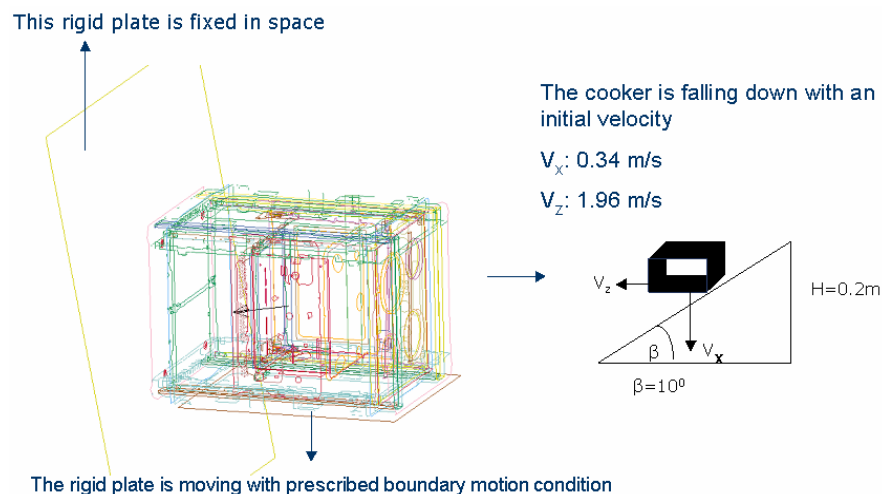 This rigid plate is fixed in space
The cooker is falling down with an
initial velocity
Vx: 0.34 m/s
Vz: 1.96 m/s
Vz
H=0.2m
β
Vx
β=10⁰
The rigid plate is moving with prescribed boundary motion condition